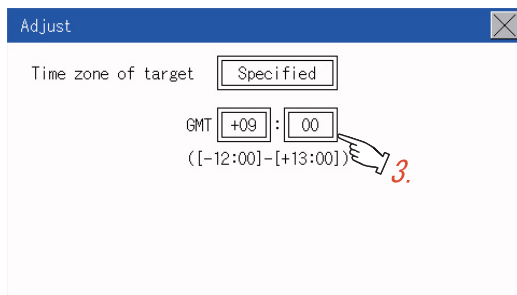 Adjust
Time zone of target Specified
GMT +09 : 00
([-12:00]-[+13:00])
3.